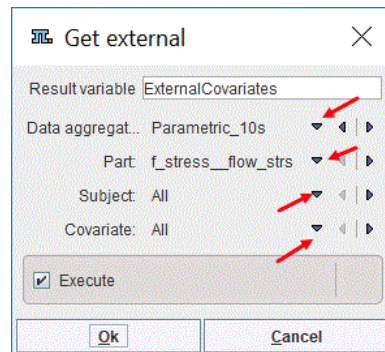 Get external
Result variable ExternalCovariates
Data aggregat... Parametric_10s
Part: f_stress__flow_strs
Subject: All
Covariate: All
Execute
Ok Cancel